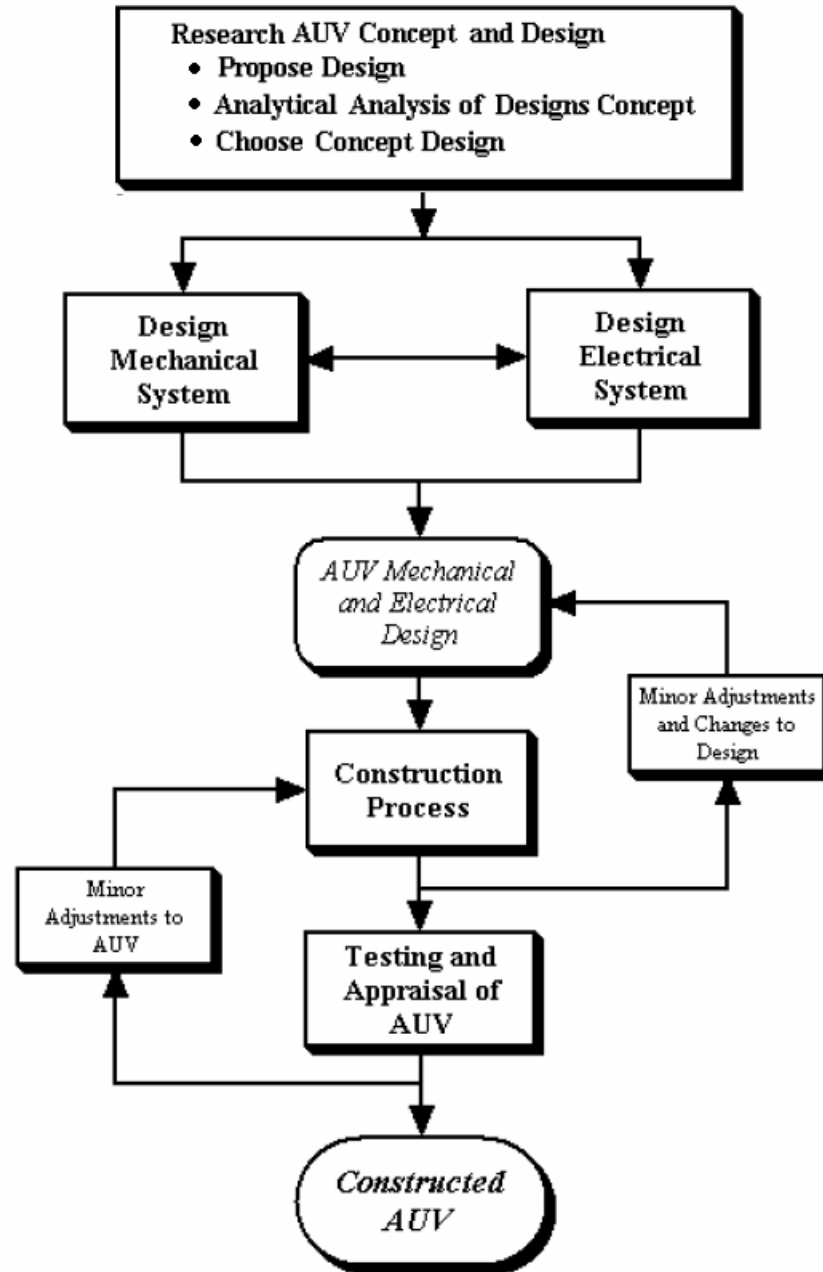 Research AUV Concept and Design
• Propose Design
• Analytical Analysis of Designs Concept
• Choose Concept Design
Design
Mechanical
System
Design
Electrical
System
AUV Mechanical
and Electrical
Design
Minor Adjustments
and Changes to
Design
Construction
Process
Minor
Adjustments to
AUV
Testing and
Appraisal of
AUV
Constructed
AUV